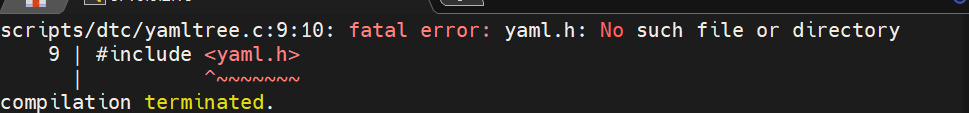 scripts/dtc/yamltree.c:9:10: fatal error: yaml.h: No such file or directory
    9 | #include <yaml.h>
      |          ^~~~~~~~
compilation terminated.